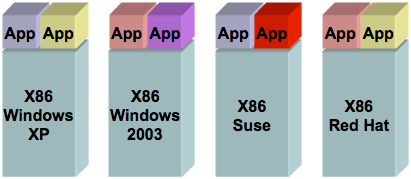 App App
App App
App App
App App
X86
Windows
XP
X86
Windows
2003
X86
Suse
X86
Red Hat